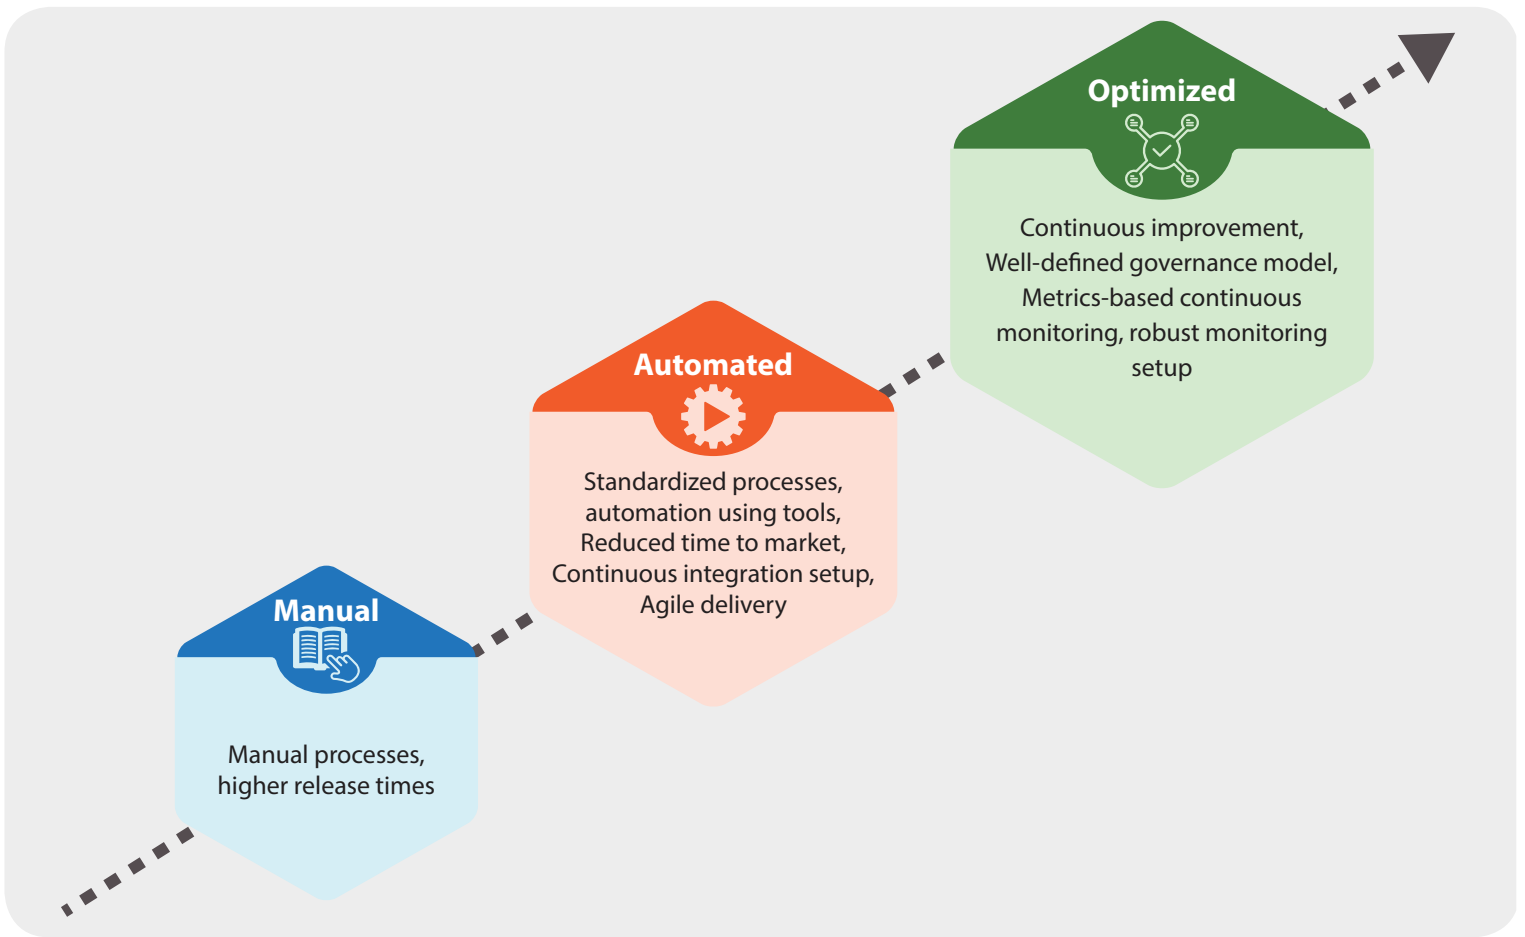 Optimized
Continuous improvement,
Well-defined governance model,
Metrics-based continuous
monitoring, robust monitoring
setup
Automated
Standardized processes,
automation using tools,
Reduced time to market,
Continuous integration setup,
Agile delivery
Manual
Manual processes,
higher release times